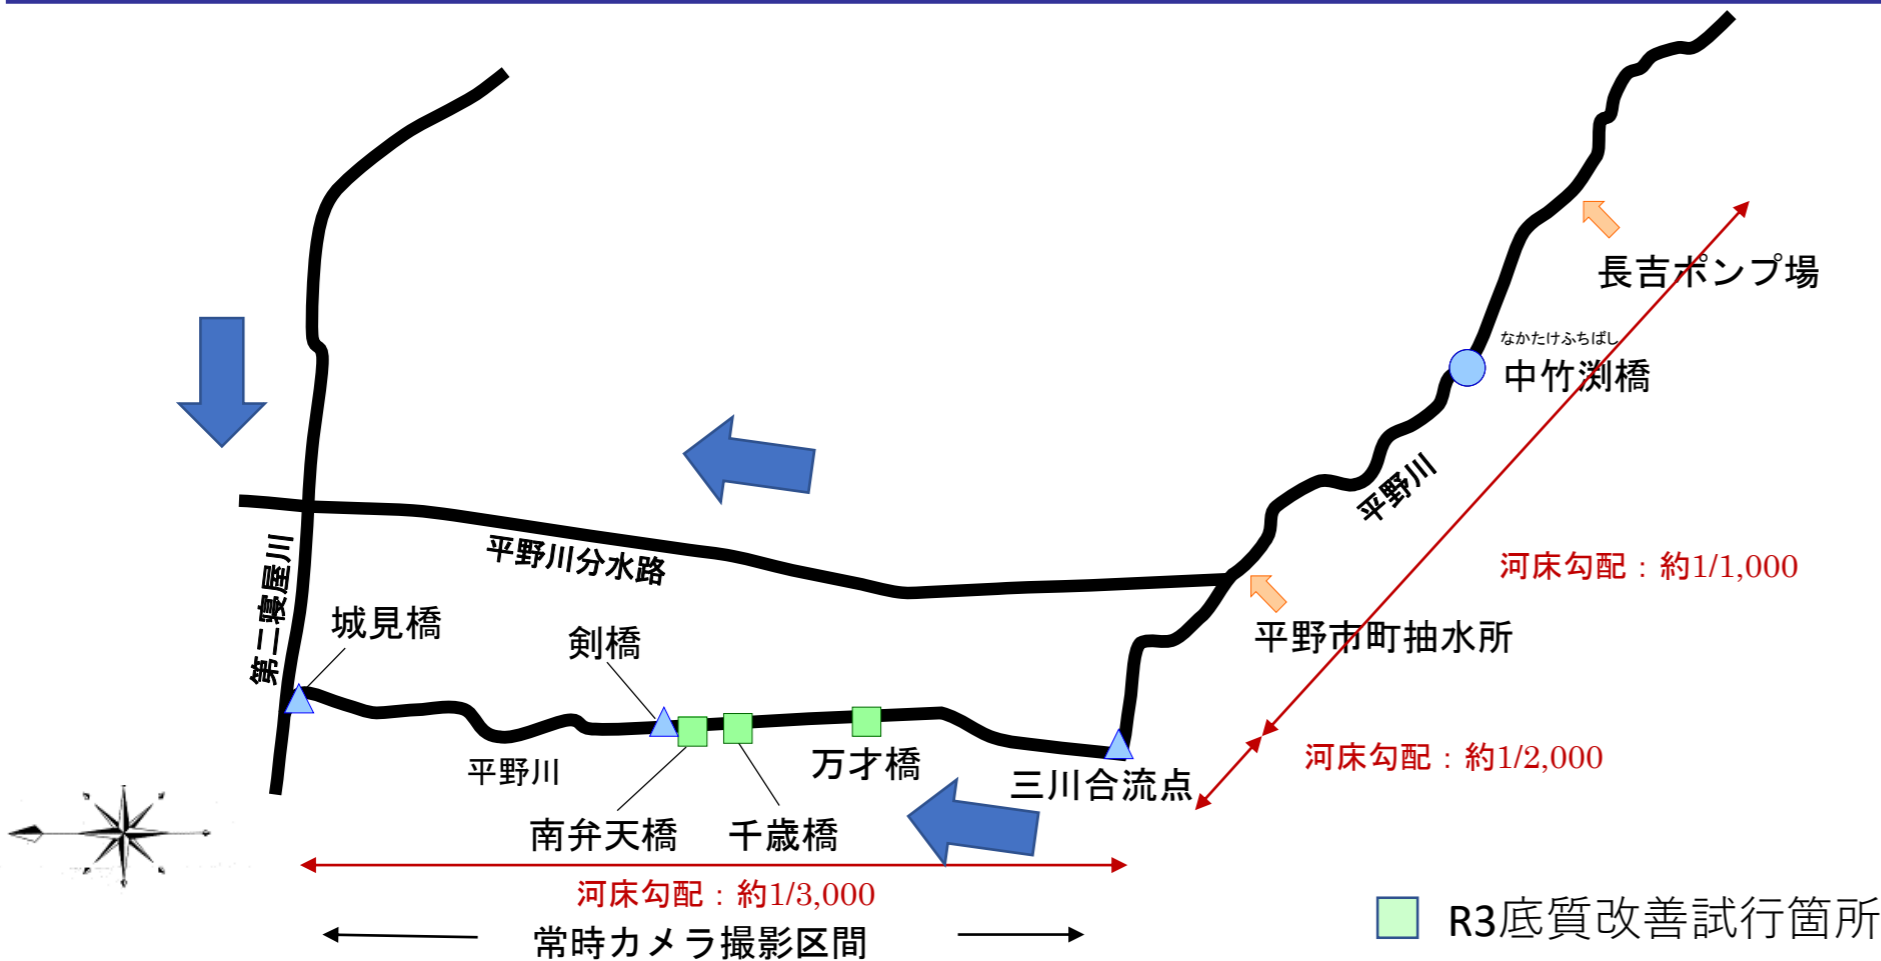 長吉ポンプ場
なかたけふちばし
中竹渕橋
平野川
平野川分水路
河床勾配：約1/1,000
第二寝屋川
城見橋
剣橋
平野市町抽水所
平野川
万才橋
三川合流点
河床勾配：約1/2,000
南弁天橋
千歳橋
河床勾配：約1/3,000
常時カメラ撮影区間
R3底質改善試行箇所